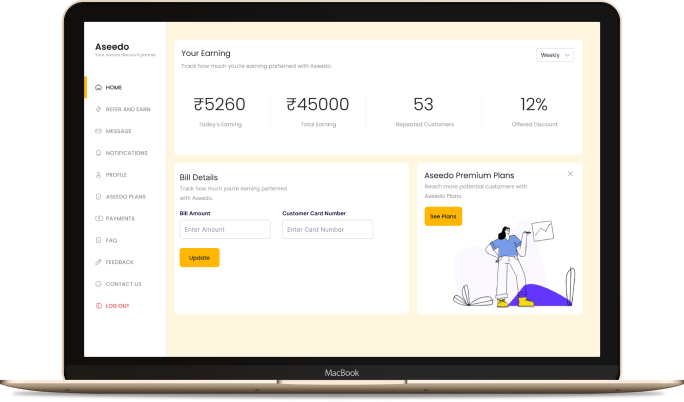 Aseedo
Your instant discount partner
HOME
REFER AND EARN
MESSAGE
NOTIFICATIONS
PROFILE
ASEEDO PLANS
PAYMENTS
FAQ
FEEDBACK
CONTACT US
LOG OUT
Your Earning
Track how much you're earning parterned with Aseedo.
Weekly
₹5260
₹45000
53
12%
Today's Earning
Total Earning
Repeated Customers
Offered Discount
Bill Details
Track how much you're earning parterned
with Aseedo.
Bill Amount
Customer Card Number
Enter Amount
Enter Card Number
Update
Aseedo Premium Plans
Reach more potential customers with
Aseedo Plans.
See Plans
MacBook